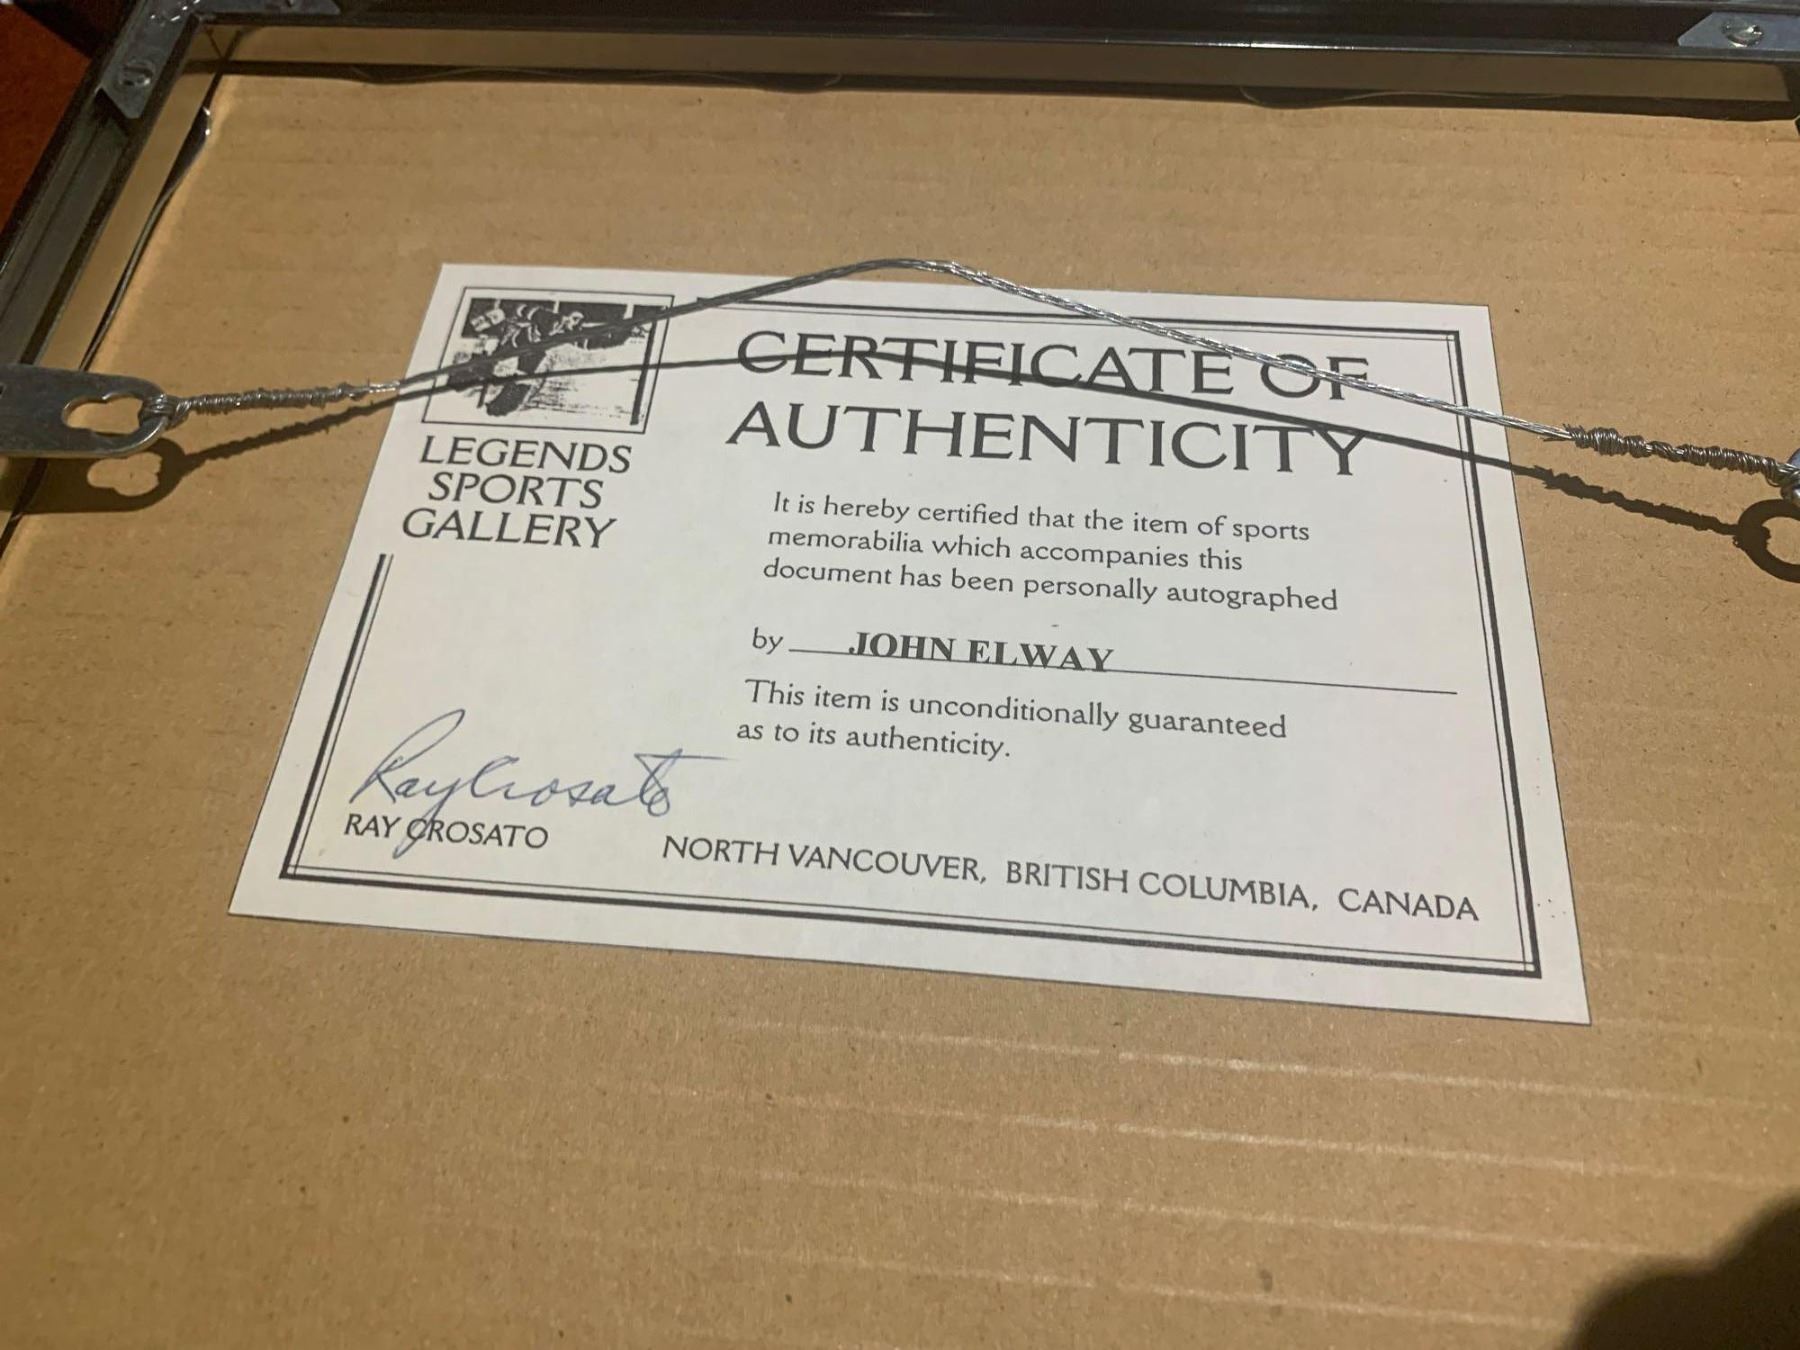 LEGENDS
SPORTS
GALLERY
CERTIFICATE OF
AUTHENTICITY
It is hereby certified that the item of sports
memorabilia which accompanies this
document has been personally autographed
by JOHN ELWAY
This item is unconditionally guaranteed
as to its authenticity.
Ray Crosato
RAY CROSATO
NORTH VANCOUVER, BRITISH COLUMBIA, CANADA